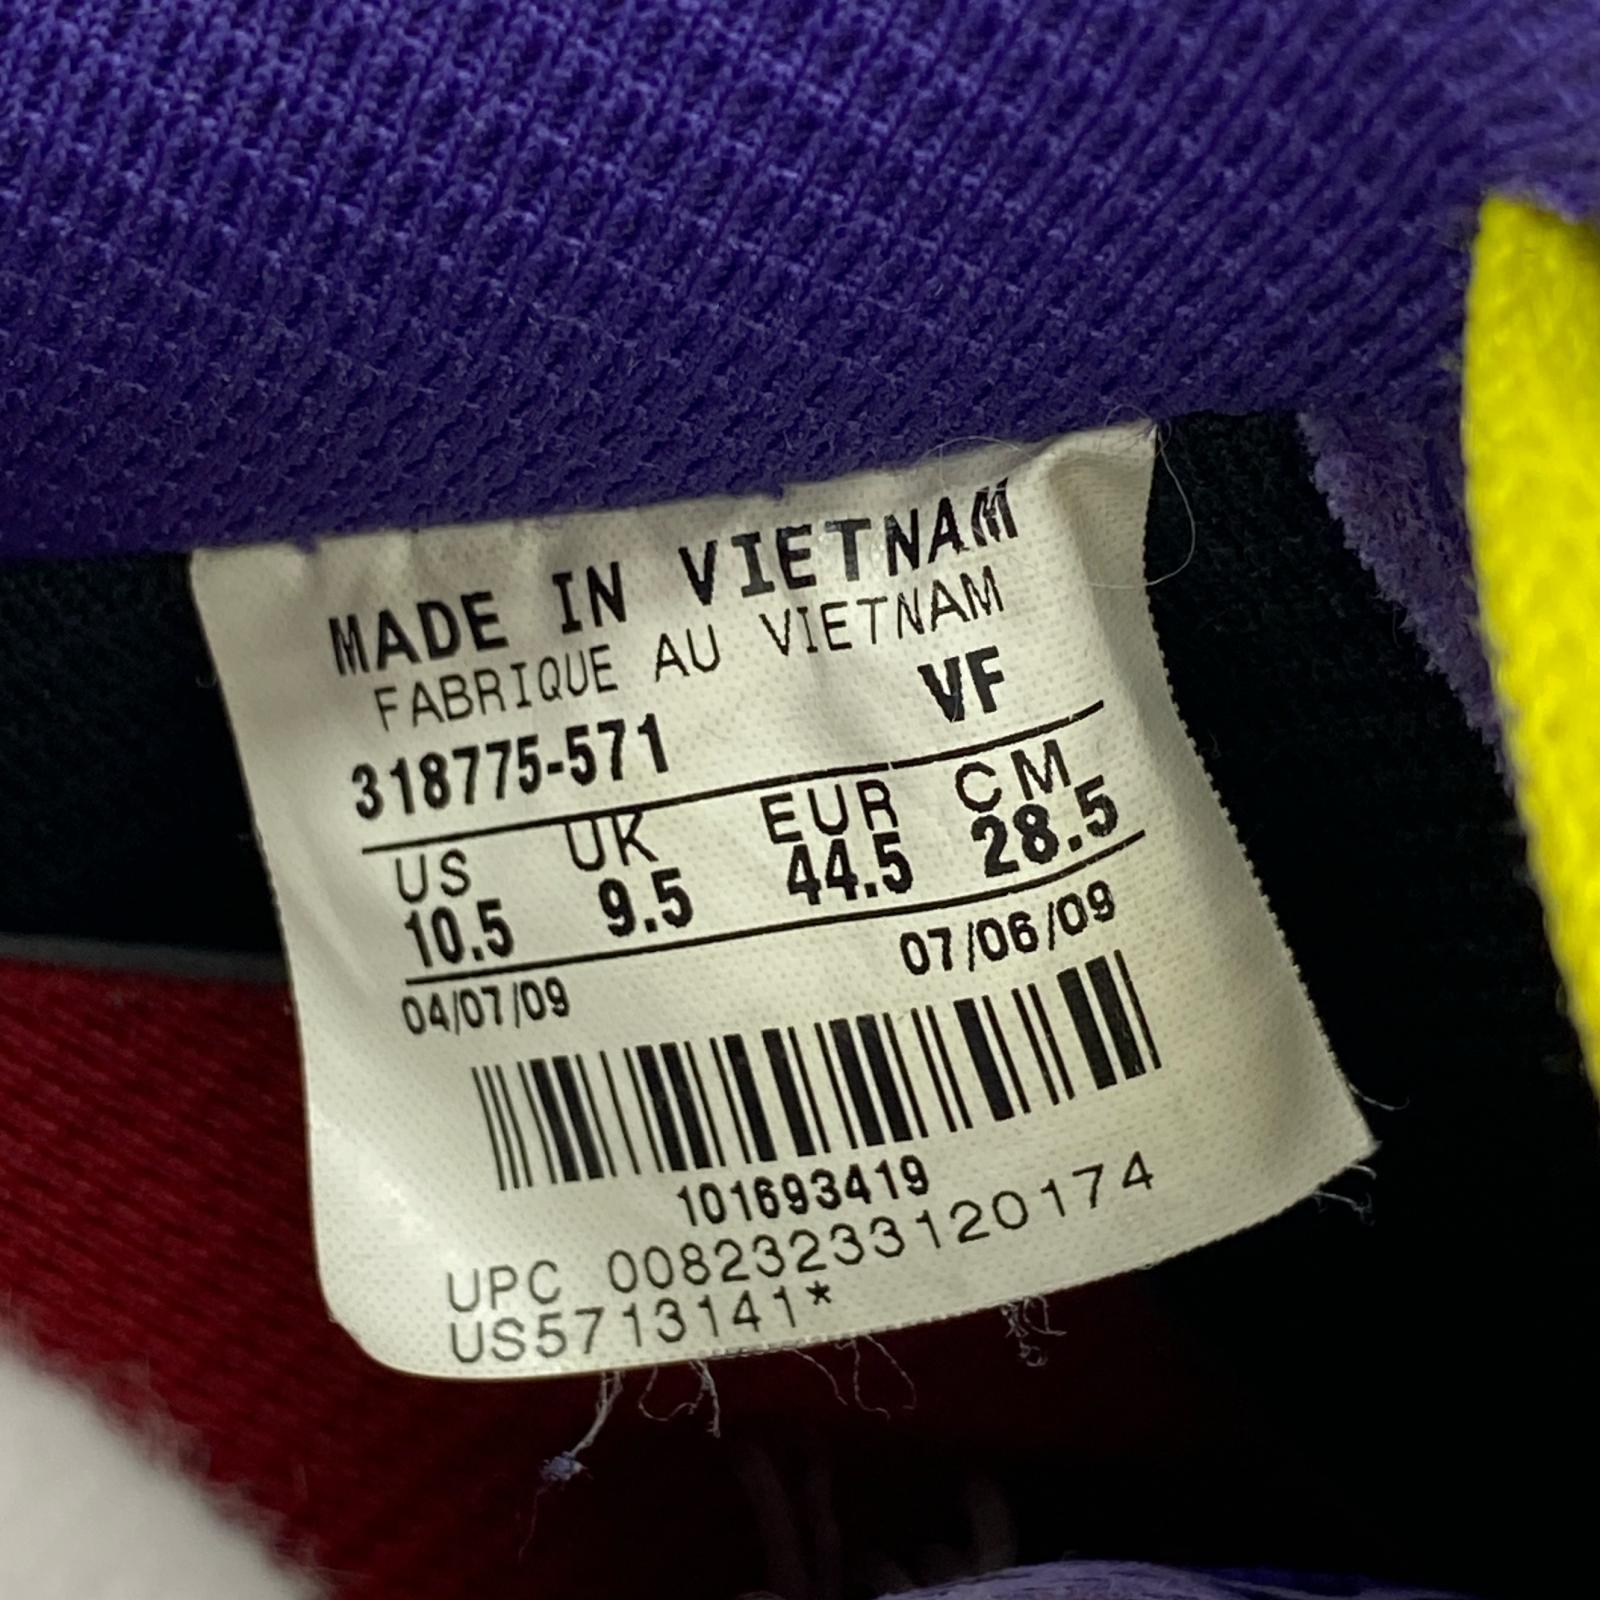 MADE IN VIETNAM
FABRIQUE AU VIETNAM
318775-571 VF
US UK EUR CM
10.5 9.5 44.5 28.5
04/07/09 07/06/09
101693419
UPC 00823233120174
US5713141*